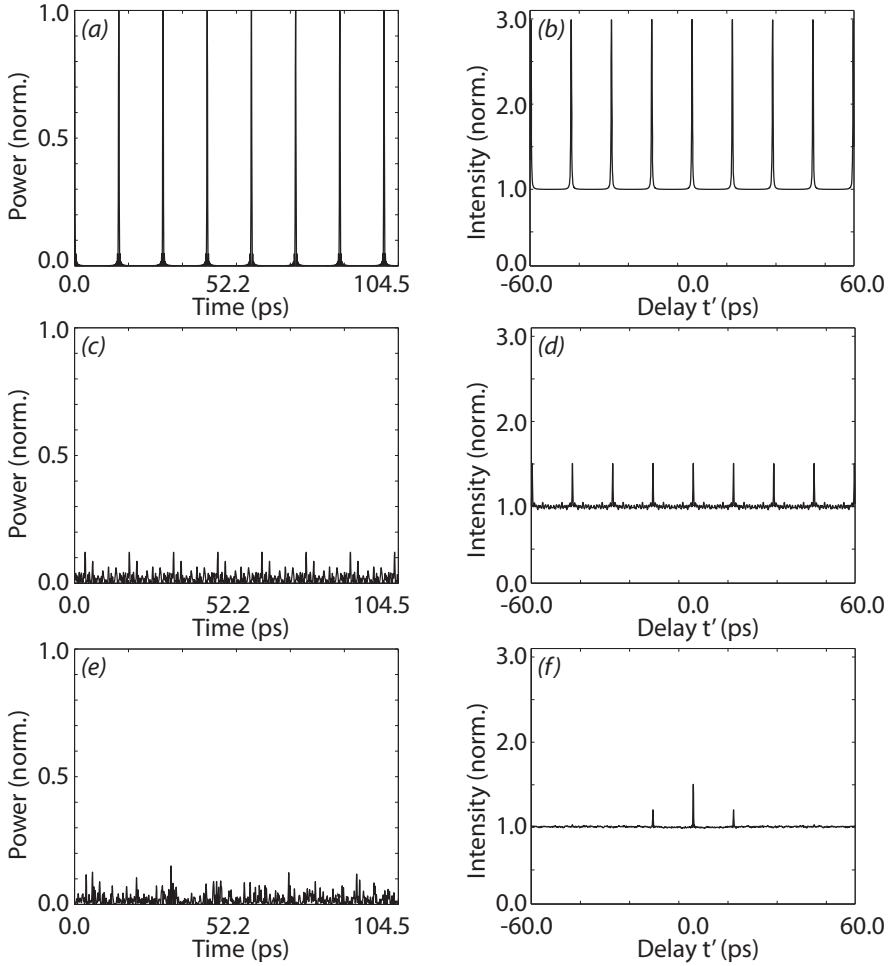 (a)
Power (norm.)
1.0
0.5
0.0
0.0 52.2 104.5
Time (ps)
(b)
Intensity (norm.)
3.0
2.0
1.0
0.0
-60.0 0.0 60.0
Delay t’ (ps)
(c)
Power (norm.)
1.0
0.5
0.0
0.0 52.2 104.5
Time (ps)
(d)
Intensity (norm.)
3.0
2.0
1.0
0.0
-60.0 0.0 60.0
Delay t’ (ps)
(e)
Power (norm.)
1.0
0.5
0.0
0.0 52.2 104.5
Time (ps)
(f)
Intensity (norm.)
3.0
2.0
1.0
0.0
-60.0 0.0 60.0
Delay t’ (ps)